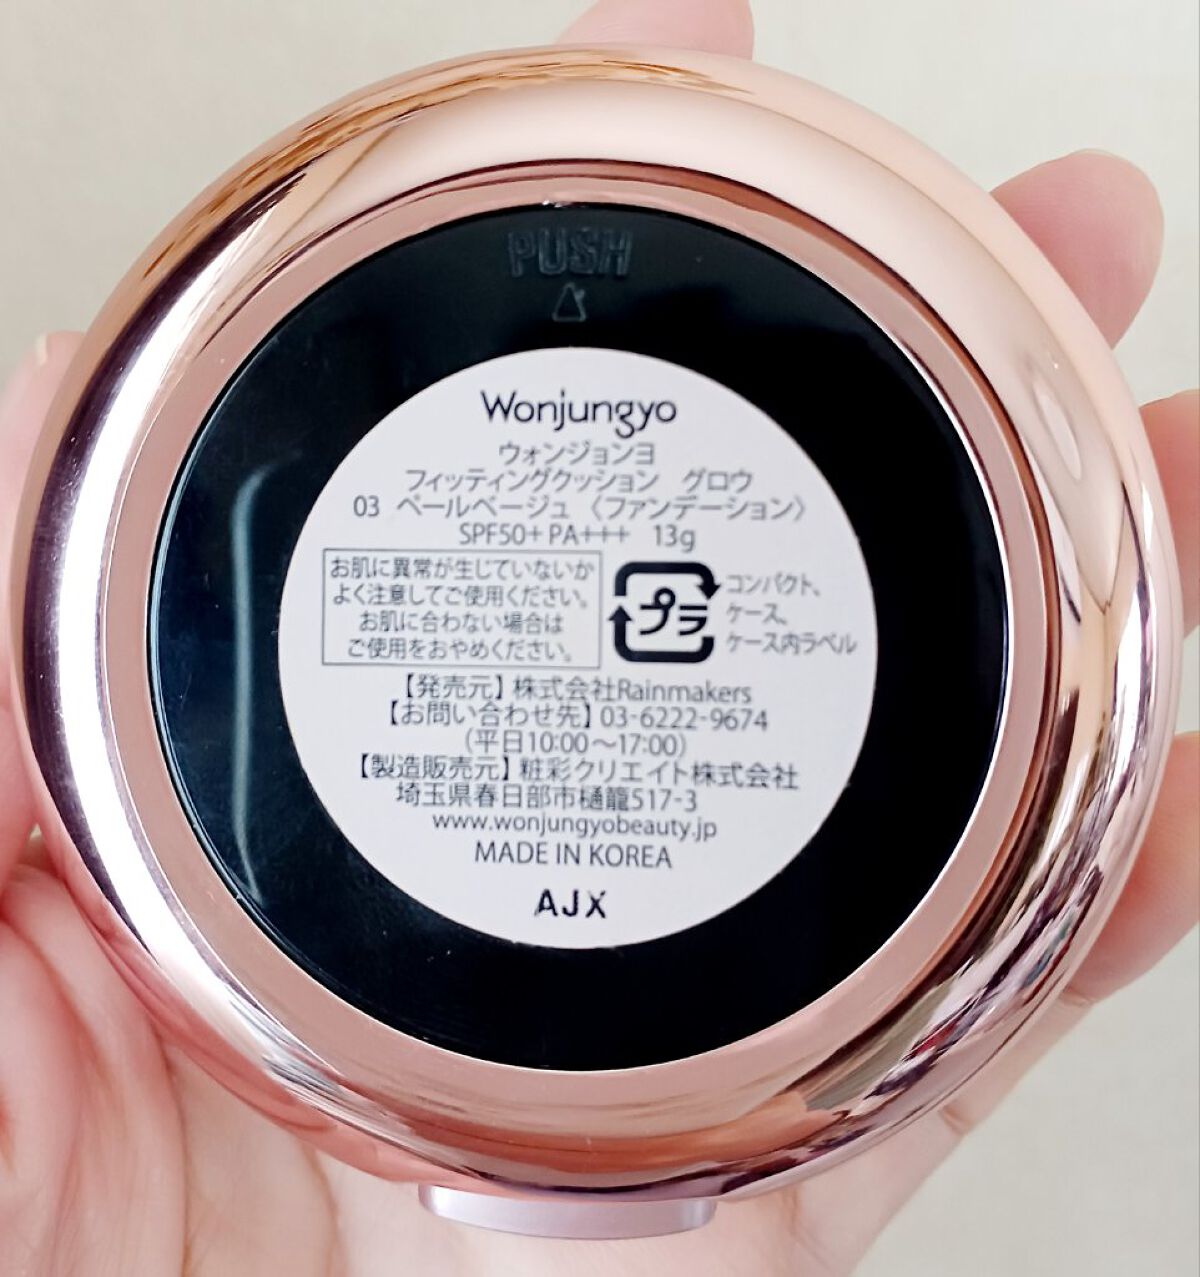 PUSH
Wonjungyo
ウォンジョンヨ
フィッティングクッション　グロウ
03 ペールベージュ 〈ファンデーション〉
SPF50+ PA+++ 13g
お肌に異常が生じていないか
よく注意してご使用ください。
お肌に合わない場合は
ご使用をおやめください。
プラ
コンパクト、
ケース、
ケース内ラベル
【発売元】株式会社Rainmakers
【お問い合わせ先】03-6222-9674
（平日10:00～17:00）
【製造販売元】粧彩クリエイト株式会社
埼玉県春日部市樋籠517-3
www.wonjungyobeauty.jp
MADE IN KOREA
AJX